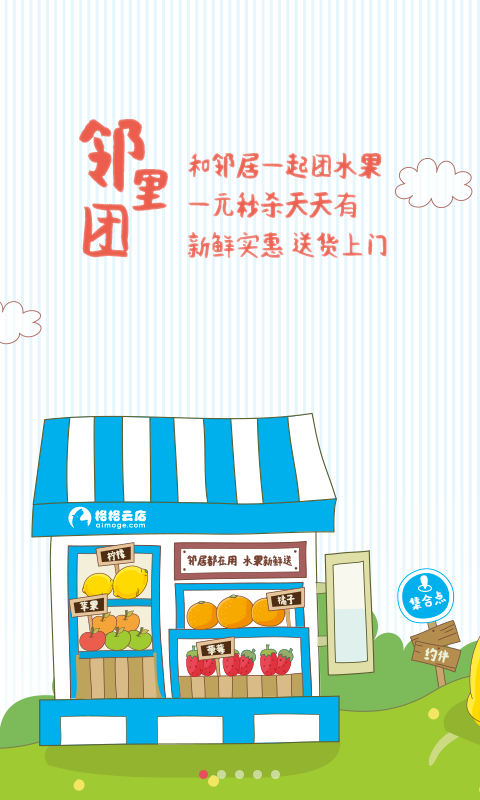 邻里团
和邻居一起团水果
一元秒杀天天有
新鲜实惠 送货上门
格格云店
aimoge.com
柠檬
邻居都在用 水果新鲜送
苹果
橘子
草莓
集合点
约伴